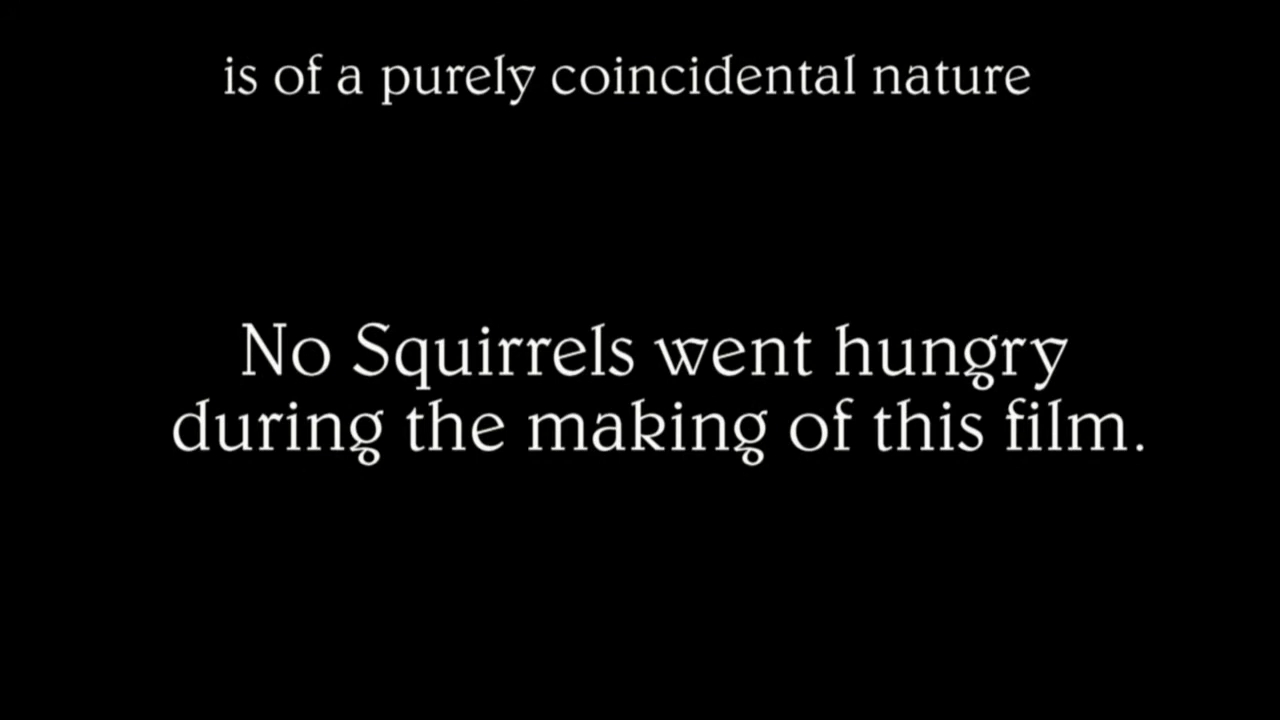 is of a purely coincidental nature
No Squirrels went hungry
during the making of this film.